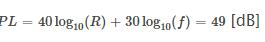 PL = 40 log₁₀(R) + 30 log₁₀(f) = 49 [dB]